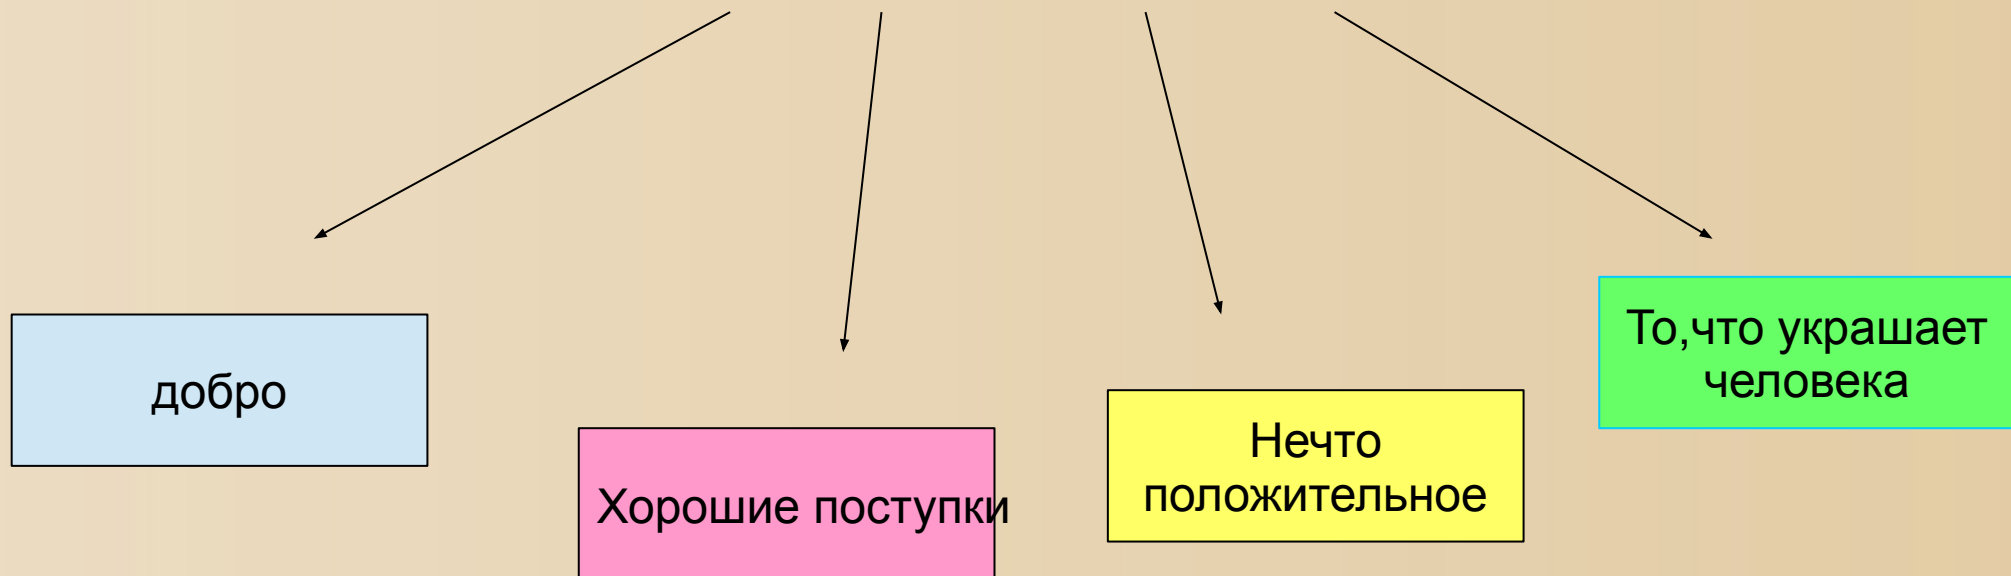 добро
Хорошие поступки
Нечто
положительное
То,что украшает
человека